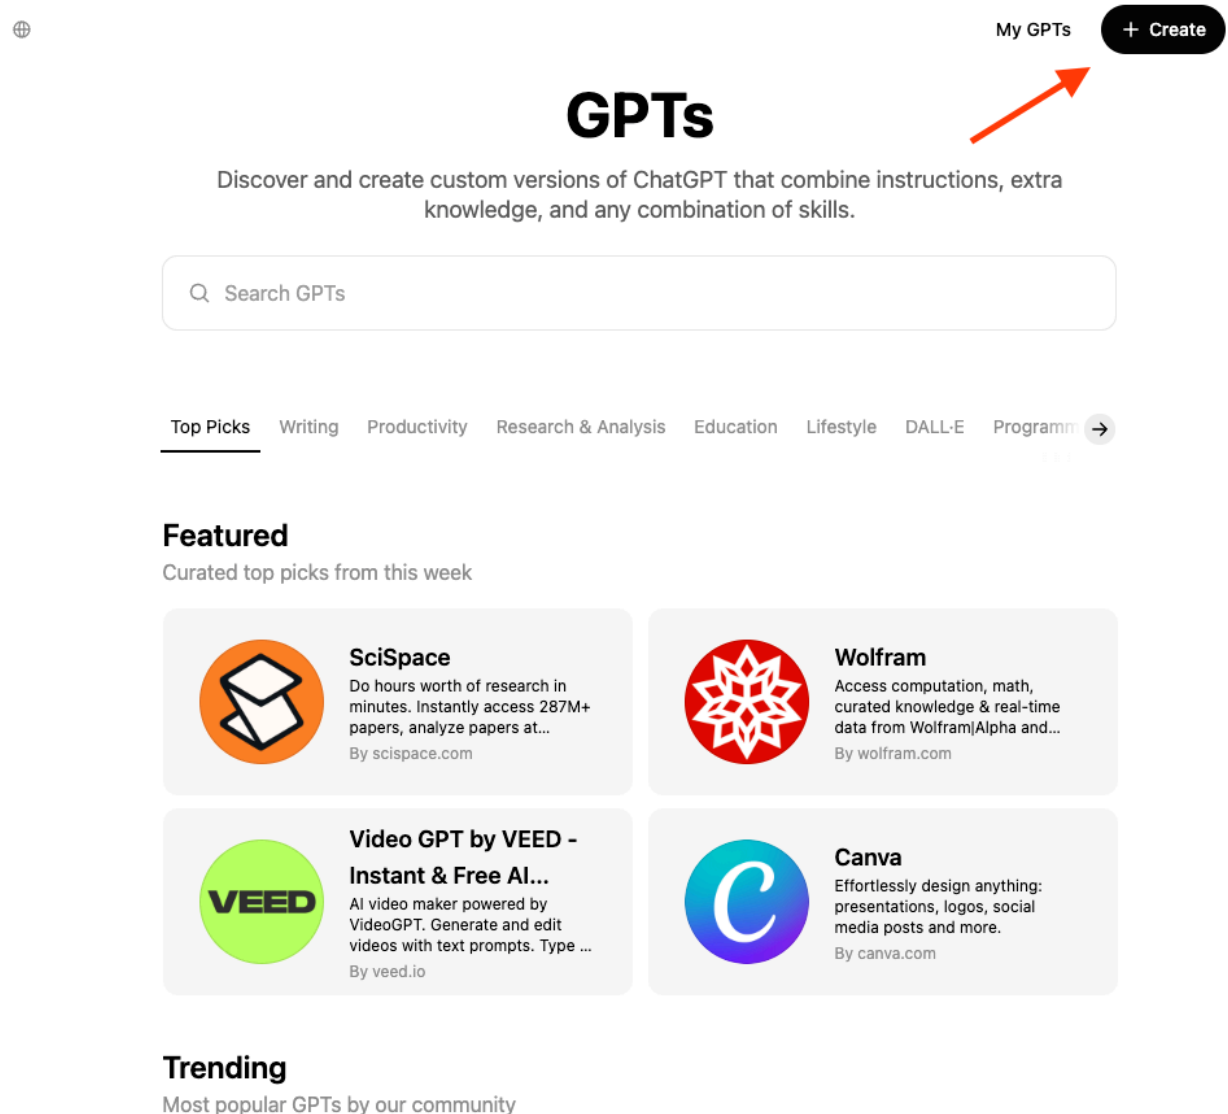 My GPTs
+ Create
GPTs
Discover and create custom versions of ChatGPT that combine instructions, extra
knowledge, and any combination of skills.
Search GPTs
Top Picks Writing Productivity Research & Analysis Education Lifestyle DALL·E Programm
Featured
Curated top picks from this week
SciSpace
Do hours worth of research in
minutes. Instantly access 287M+
papers, analyze papers at...
By scispace.com
Wolfram
Access computation, math,
curated knowledge & real-time
data from Wolfram|Alpha and...
By wolfram.com
VEED
Video GPT by VEED -
Instant & Free AI...
AI video maker powered by
VideoGPT. Generate and edit
videos with text prompts. Type ...
By veed.io
C
Canva
Effortlessly design anything:
presentations, logos, social
media posts and more.
By canva.com
Trending
Most popular GPTs by our community